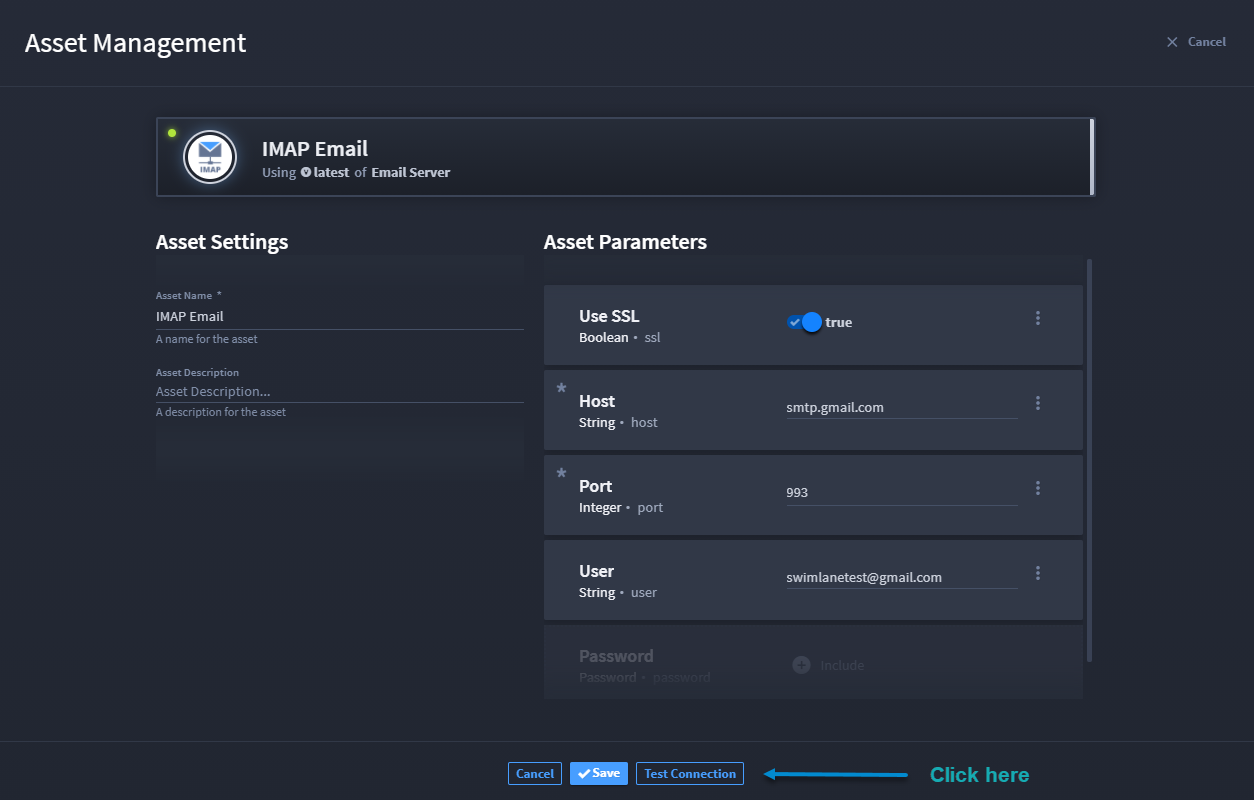 Asset Management
Cancel
IMAP
IMAP Email
Using v latest of Email Server
Asset Settings
Asset Name *
IMAP Email
A name for the asset
Asset Description
Asset Description...
A description for the asset
Asset Parameters
Use SSL
Boolean • ssl
true
*
Host
String • host
smtp.gmail.com
*
Port
Integer • port
993
User
String • user
swimlanetest@gmail.com
Password
Password • password
Include
Cancel
Save
Test Connection
Click here